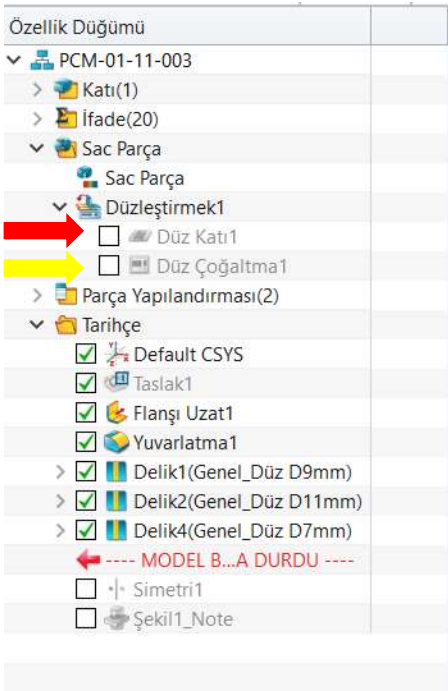 Özellik Düğümü
PCM-01-11-003
Katı(1)
İfade(20)
Sac Parça
Sac Parça
Düzleştirmek1
Düz Katı1
Düz Çoğaltma1
Parça Yapılandırması(2)
Tarihçe
Default CSYS
Taslak1
Flanşı Uzat1
Yuvarlatma1
Delik1(Genel_Düz D9mm)
Delik2(Genel_Düz D11mm)
Delik4(Genel_Düz D7mm)
---- MODEL B...A DURDU ----
Simetri1
Şekil1_Note